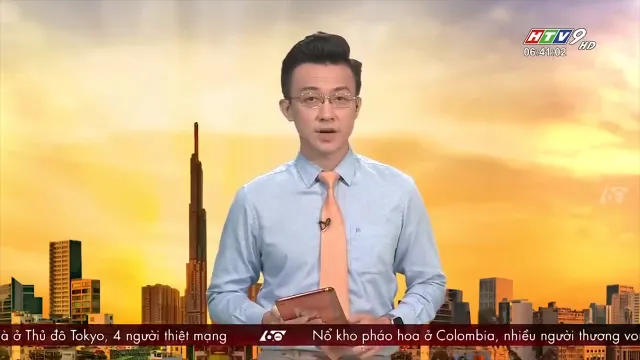 HTV9 HD
06:41:02
à ở Thủ đô Tokyo, 4 người thiệt mạng 60 Nổ kho pháo hoa ở Colombia, nhiều người thương vo